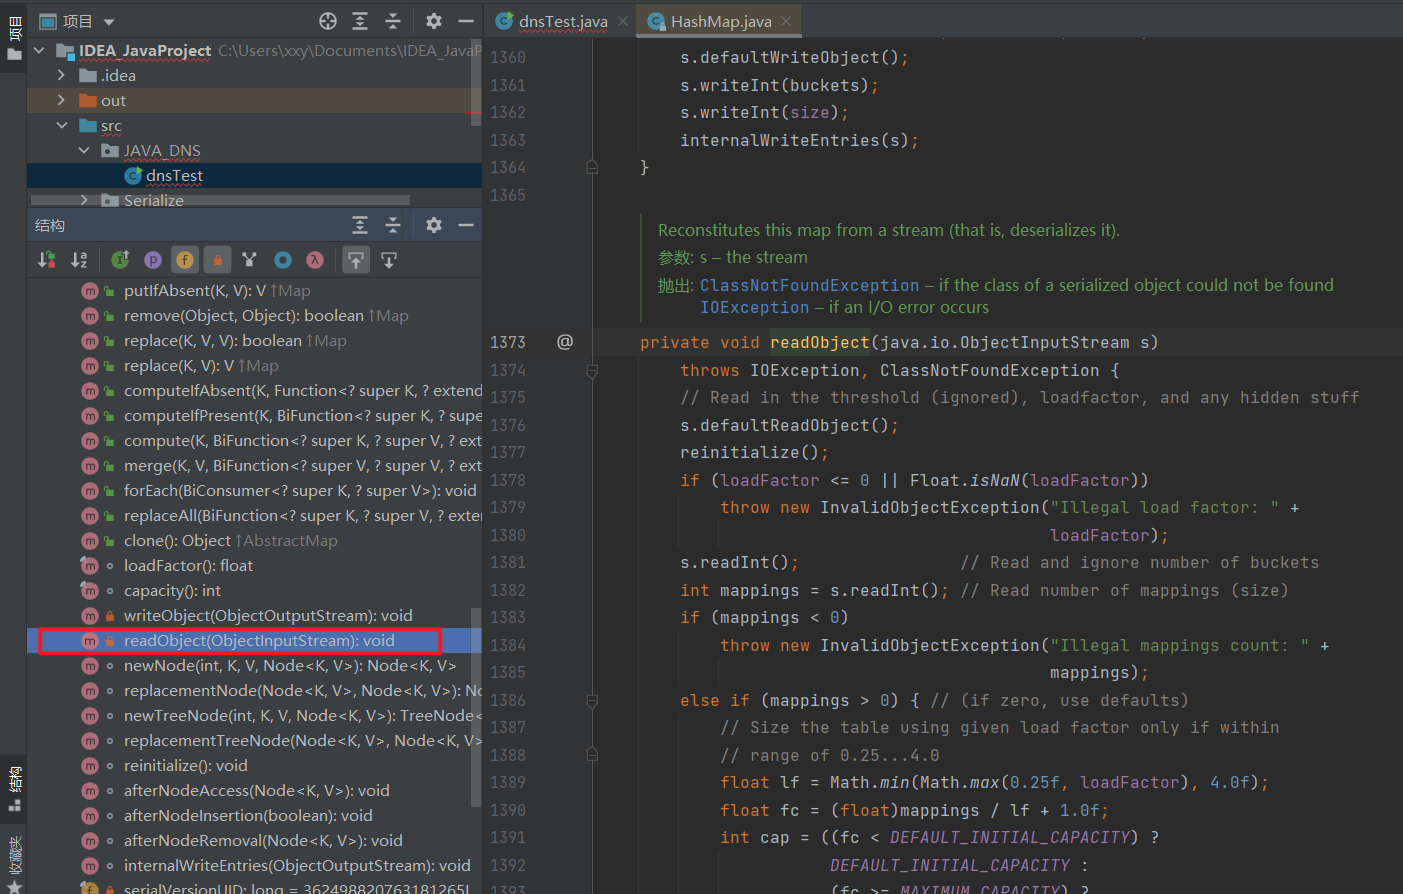 项目
项目
IDEA_JavaProject C:\Users\xxy\Documents\IDEA_JavaP
.idea
out
src
JAVA_DNS
dnsTest
Serialize
结构
putIfAbsent(K, V): V ↑Map
remove(Object, Object): boolean ↑Map
replace(K, V, V): boolean ↑Map
replace(K, V): V ↑Map
computeIfAbsent(K, Function<? super K, ? extend
computeIfPresent(K, BiFunction<? super K, ? supe
compute(K, BiFunction<? super K, ? super V, ? ext
merge(K, V, BiFunction<? super V, ? super V, ? ext
forEach(BiConsumer<? super K, ? super V>): void
replaceAll(BiFunction<? super K, ? super V, ? exte
clone(): Object ↑AbstractMap
loadFactor(): float
capacity(): int
writeObject(ObjectOutputStream): void
readObject(ObjectInputStream): void
newNode(int, K, V, Node<K, V>): Node<K, V>
replacementNode(Node<K, V>, Node<K, V>): No
newTreeNode(int, K, V, Node<K, V>): TreeNode<
replacementTreeNode(Node<K, V>, Node<K, V>
reinitialize(): void
afterNodeAccess(Node<K, V>): void
afterNodeInsertion(boolean): void
afterNodeRemoval(Node<K, V>): void
internalWriteEntries(ObjectOutputStream): void
serialVersionUID: long = 362498820763181265L
结构
收藏夹
dnsTest.java
HashMap.java
1360 s.defaultWriteObject();
1361 s.writeInt(buckets);
1362 s.writeInt(size);
1363 internalWriteEntries(s);
1364 }
1365
Reconstitutes this map from a stream (that is, deserializes it).
参数: s – the stream
抛出: ClassNotFoundException – if the class of a serialized object could not be found
IOException – if an I/O error occurs
1373 @ private void readObject(java.io.ObjectInputStream s)
1374 throws IOException, ClassNotFoundException {
1375 // Read in the threshold (ignored), loadfactor, and any hidden stuff
1376 s.defaultReadObject();
1377 reinitialize();
1378 if (loadFactor <= 0 || Float.isNaN(loadFactor))
1379 throw new InvalidObjectException("Illegal load factor: " +
1380 loadFactor);
1381 s.readInt(); // Read and ignore number of buckets
1382 int mappings = s.readInt(); // Read number of mappings (size)
1383 if (mappings < 0)
1384 throw new InvalidObjectException("Illegal mappings count: " +
1385 mappings);
1386 else if (mappings > 0) { // (if zero, use defaults)
1387 // Size the table using given load factor only if within
1388 // range of 0.25...4.0
1389 float lf = Math.min(Math.max(0.25f, loadFactor), 4.0f);
1390 float fc = (float)mappings / lf + 1.0f;
1391 int cap = ((fc < DEFAULT_INITIAL_CAPACITY) ?
1392 DEFAULT_INITIAL_CAPACITY :
1393 (fc >= MAXIMUM_CAPACITY) ?